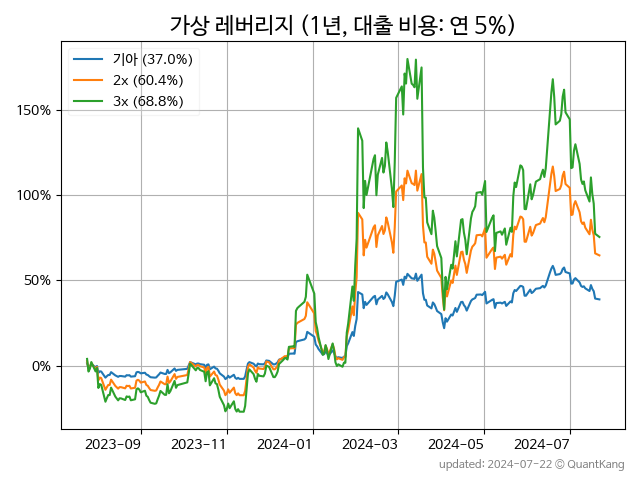 가상 레버리지 (1년, 대출 비용: 연 5%)
기아 (37.0%)
2x (60.4%)
3x (68.8%)
150%
100%
50%
0%
2023-09
2023-11
2024-01
2024-03
2024-05
2024-07
updated: 2024-07-22 © QuantKang